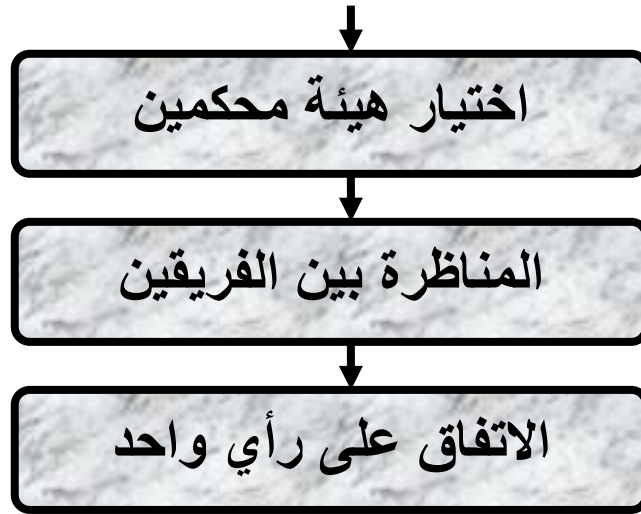 اختيار هيئة محكمين
المناظرة بين الفريقين
الاتفاق على رأي واحد